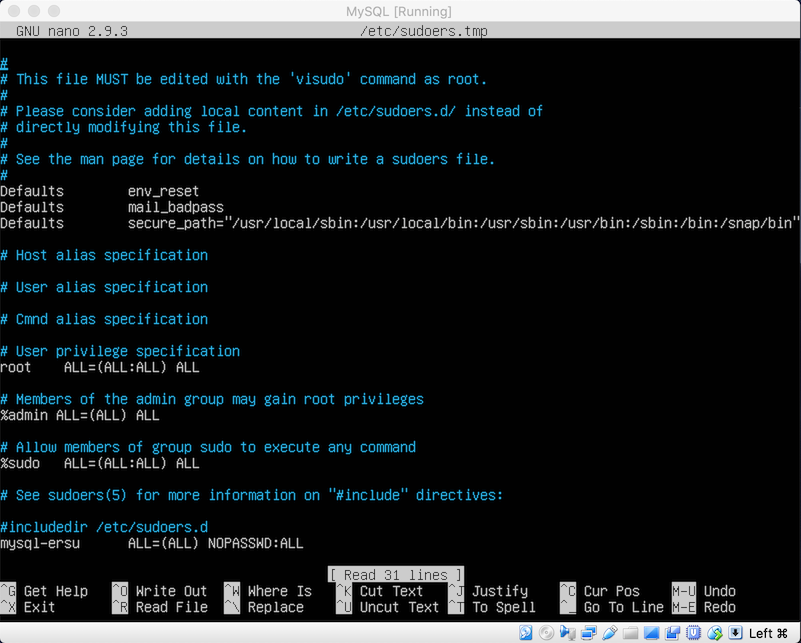 MySQL [Running]
GNU nano 2.9.3 /etc/sudoers.tmp
#
# This file MUST be edited with the 'visudo' command as root.
#
# Please consider adding local content in /etc/sudoers.d/ instead of
# directly modifying this file.
#
# See the man page for details on how to write a sudoers file.
#
Defaults env_reset
Defaults mail_badpass
Defaults secure_path="/usr/local/sbin:/usr/local/bin:/usr/sbin:/usr/bin:/sbin:/bin:/snap/bin"
# Host alias specification
# User alias specification
# Cmnd alias specification
# User privilege specification
root ALL=(ALL:ALL) ALL
# Members of the admin group may gain root privileges
%admin ALL=(ALL) ALL
# Allow members of group sudo to execute any command
%sudo ALL=(ALL:ALL) ALL
# See sudoers(5) for more information on "#include" directives:
#includedir /etc/sudoers.d
mysql-ersu ALL=(ALL) NOPASSWD:ALL
[ Read 31 lines ]
^G Get Help ^O Write Out ^W Where Is ^K Cut Text ^J Justify ^C Cur Pos M-U Undo
^X Exit ^R Read File ^\ Replace ^U Uncut Text ^T To Spell ^_ Go To Line M-E Redo
Left ⌘